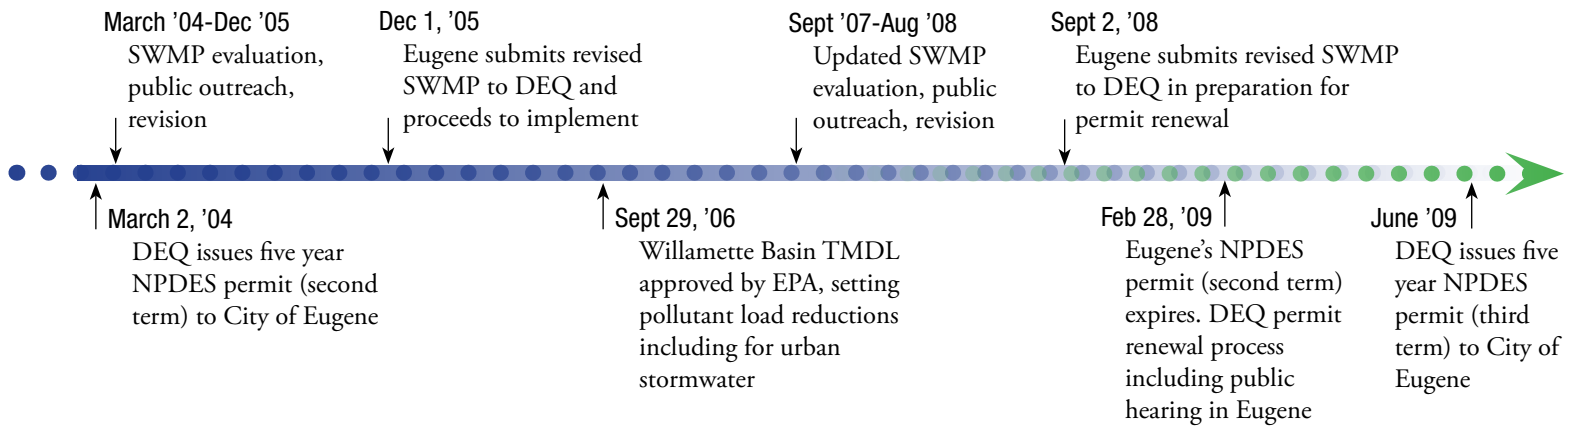 March ’04-Dec ’05
SWMP evaluation,
public outreach,
revision
Dec 1, ’05
Eugene submits revised
SWMP to DEQ and
proceeds to implement
Sept ’07-Aug ’08
Updated SWMP
evaluation, public
outreach, revision
Sept 2, ’08
Eugene submits revised SWMP
to DEQ in preparation for
permit renewal
March 2, ’04
DEQ issues five year
NPDES permit (second
term) to City of Eugene
Sept 29, ’06
Willamette Basin TMDL
approved by EPA, setting
pollutant load reductions
including for urban
stormwater
Feb 28, ’09
Eugene’s NPDES
permit (second term)
expires. DEQ permit
renewal process
including public
hearing in Eugene
June ’09
DEQ issues five
year NPDES
permit (third
term) to City of
Eugene